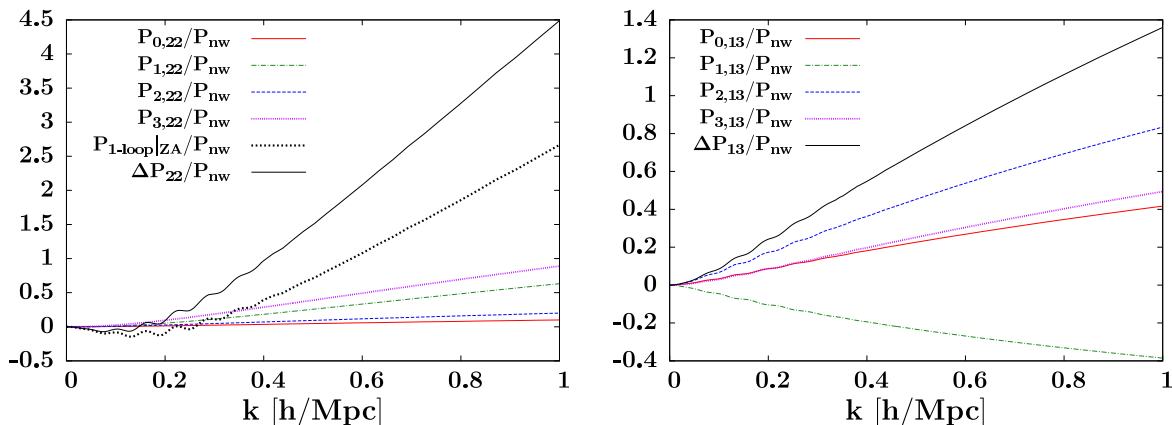 4.5
4
3.5
3
2.5
2
1.5
1
0.5
0
-0.5
P0,22/Pnw
P1,22/Pnw
P2,22/Pnw
P3,22/Pnw
P1-loop|ZA/Pnw
ΔP22/Pnw
0 0.2 0.4 0.6 0.8 1
k [h/Mpc]
1.4
1.2
1
0.8
0.6
0.4
0.2
0
-0.2
-0.4
P0,13/Pnw
P1,13/Pnw
P2,13/Pnw
P3,13/Pnw
ΔP13/Pnw
0 0.2 0.4 0.6 0.8 1
k [h/Mpc]